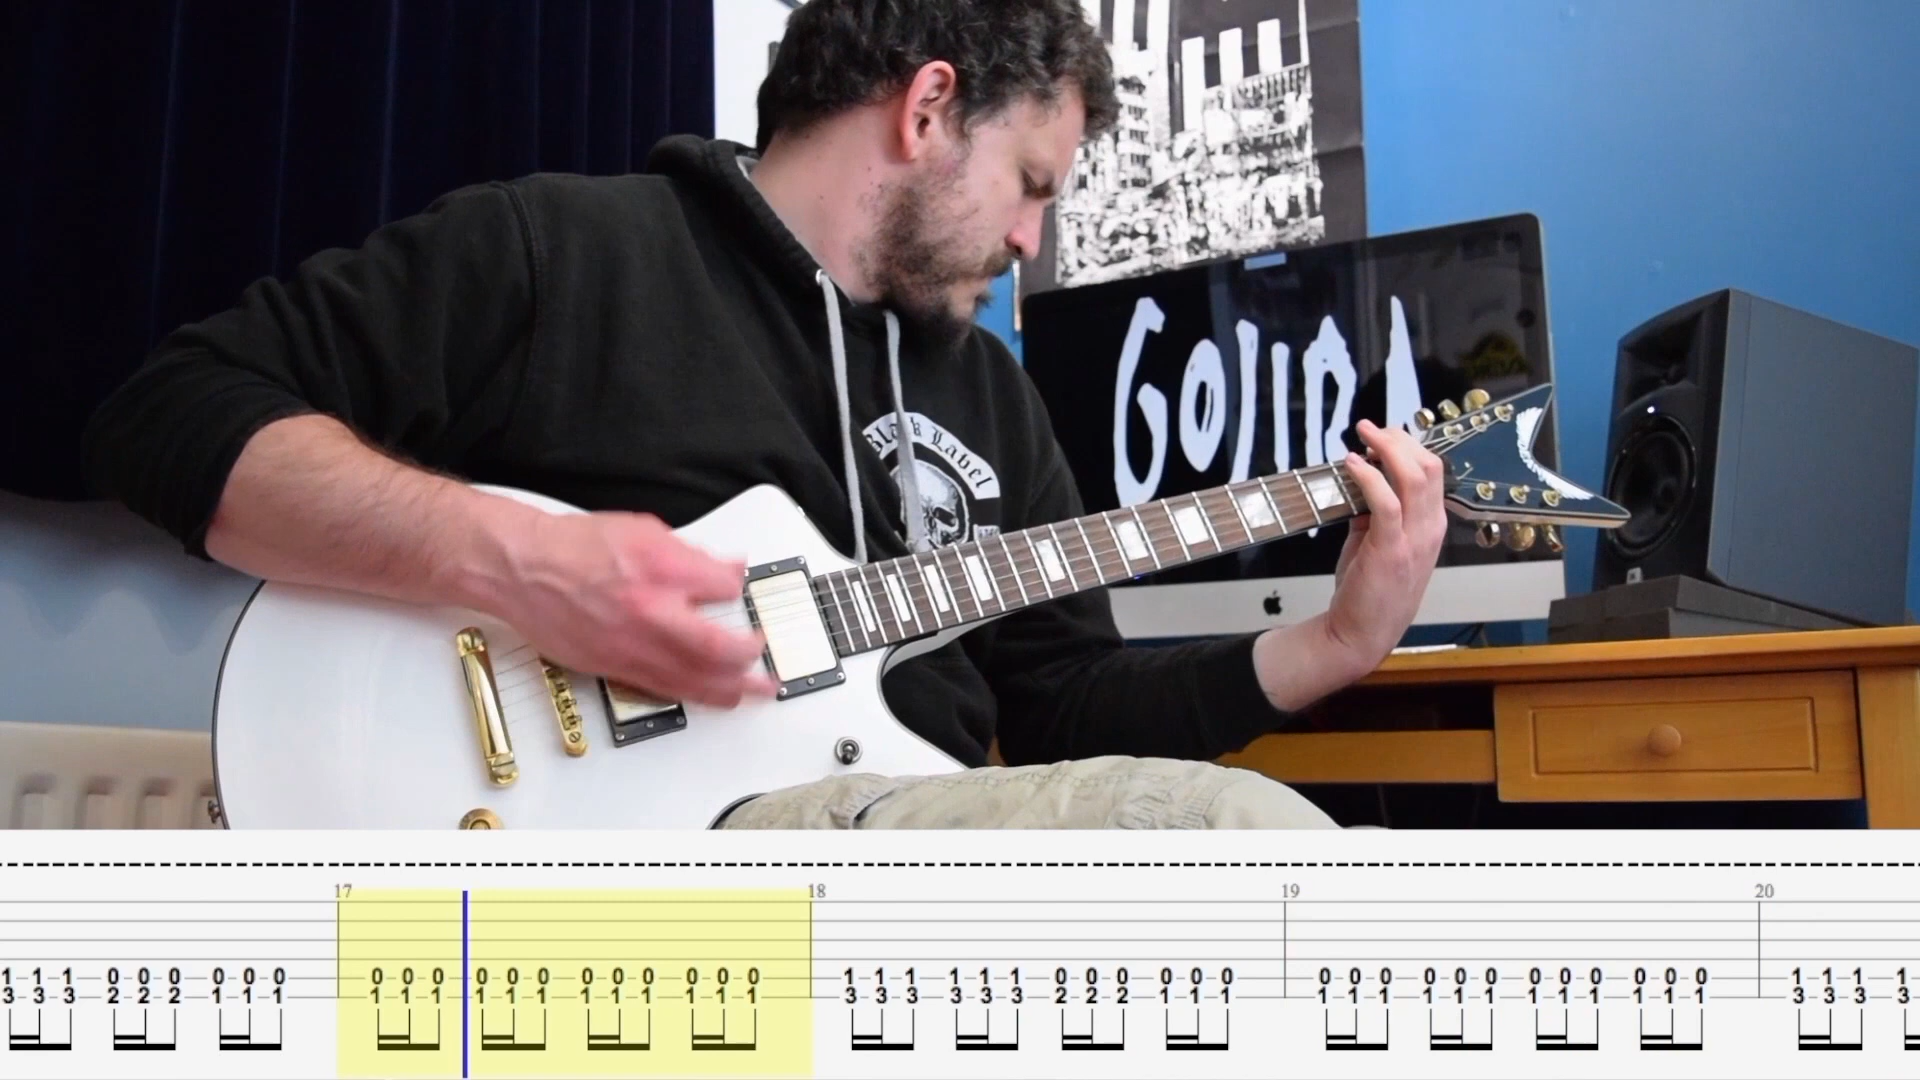 GOJIRA
Black Label
17 18 19 20
1 1 1 0 0 0 0 0 0 0 0 0 0 0 0 0 0 0 0 0 0 1 1 1 1 1 1 0 0 0 0 0 0 0 0 0 0 0 0 0 0 0 0 0 0 1 1 1 1
3 3 3 2 2 2 1 1 1 1 1 1 1 1 1 1 1 1 1 1 1 3 3 3 3 3 3 2 2 2 1 1 1 1 1 1 1 1 1 1 1 1 1 1 1 3 3 3 3